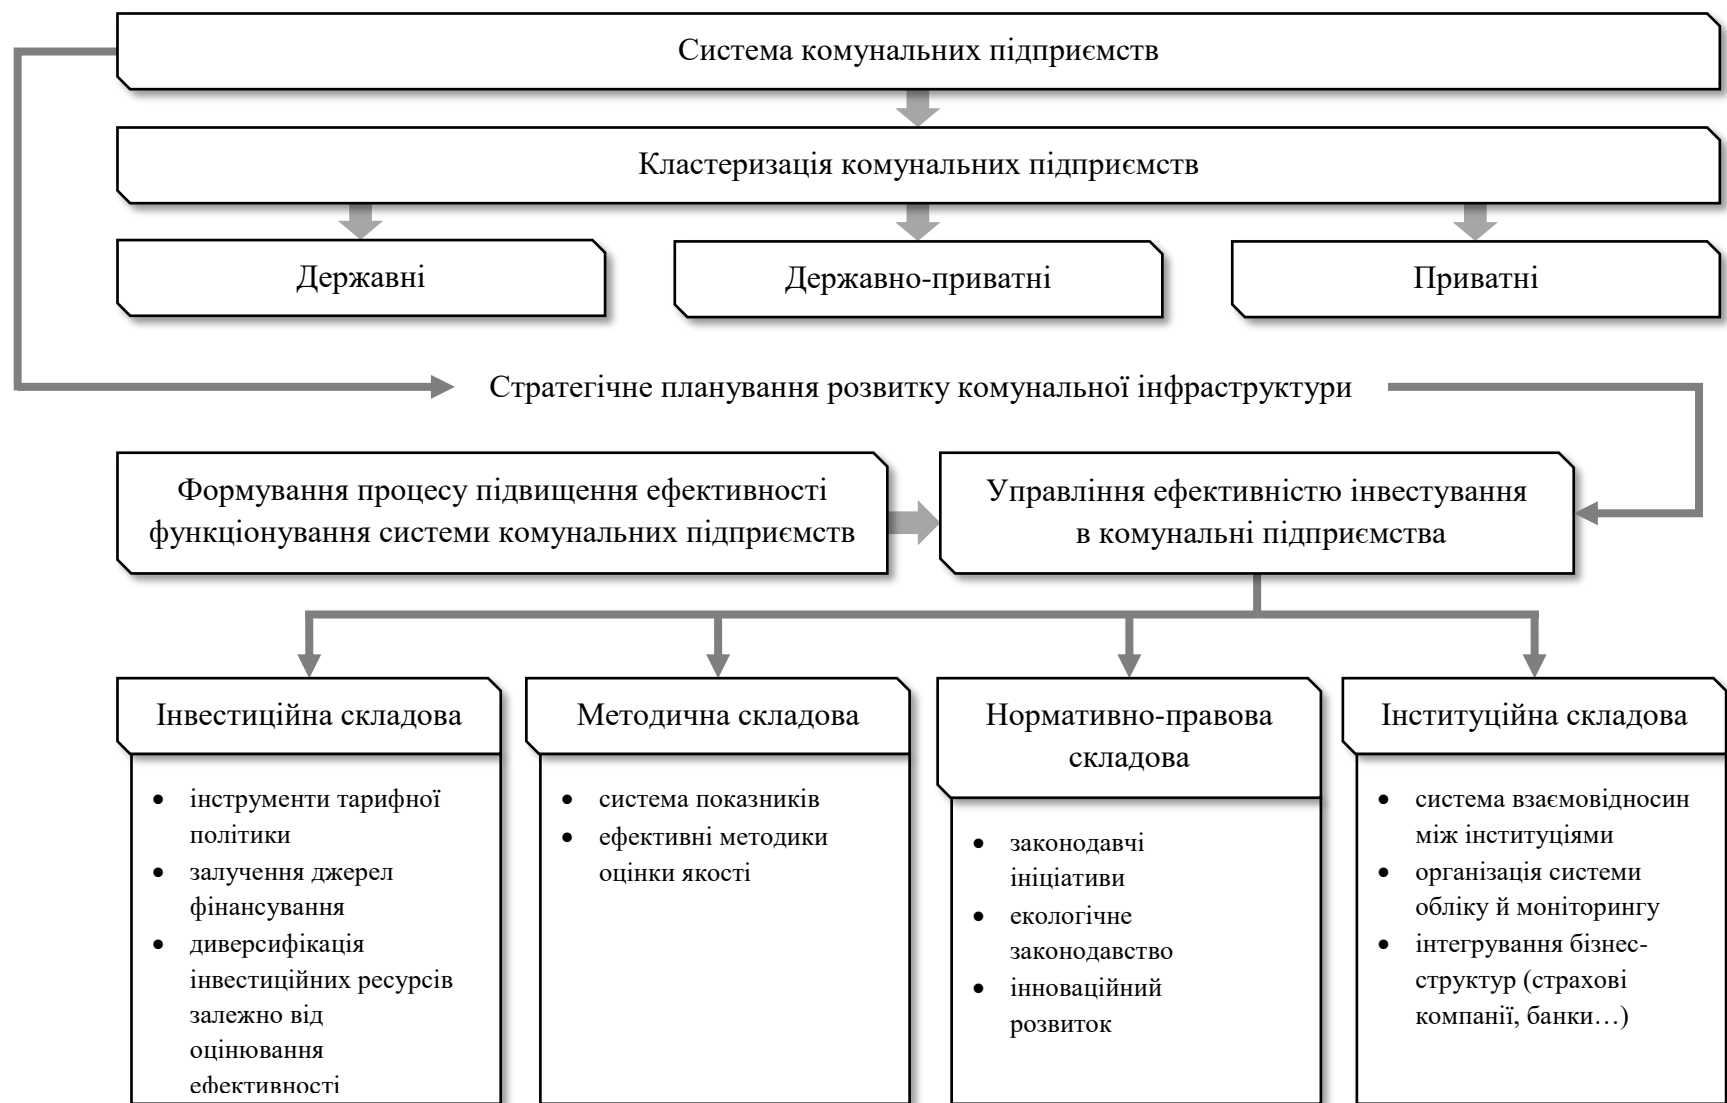 Система комунальних підприємств
Кластеризація комунальних підприємств
Державні
Державно-приватні
Приватні
Стратегічне планування розвитку комунальної інфраструктури
Формування процесу підвищення ефективності
функціонування системи комунальних підприємств
Управління ефективністю інвестування
в комунальні підприємства
Інвестиційна складова
• інструменти тарифної
політики
• залучення джерел
фінансування
• диверсифікація
інвестиційних ресурсів
залежно від
оцінювання
ефективності
Методична складова
• система показників
• ефективні методики
оцінки якості
Нормативно-правова
складова
• законодавчі
ініціативи
• екологічне
законодавство
• інноваційний
розвиток
Інституційна складова
• система взаємовідносин
між інституціями
• організація системи
обліку й моніторингу
• інтегрування бізнес-
структур (страхові
компанії, банки…)